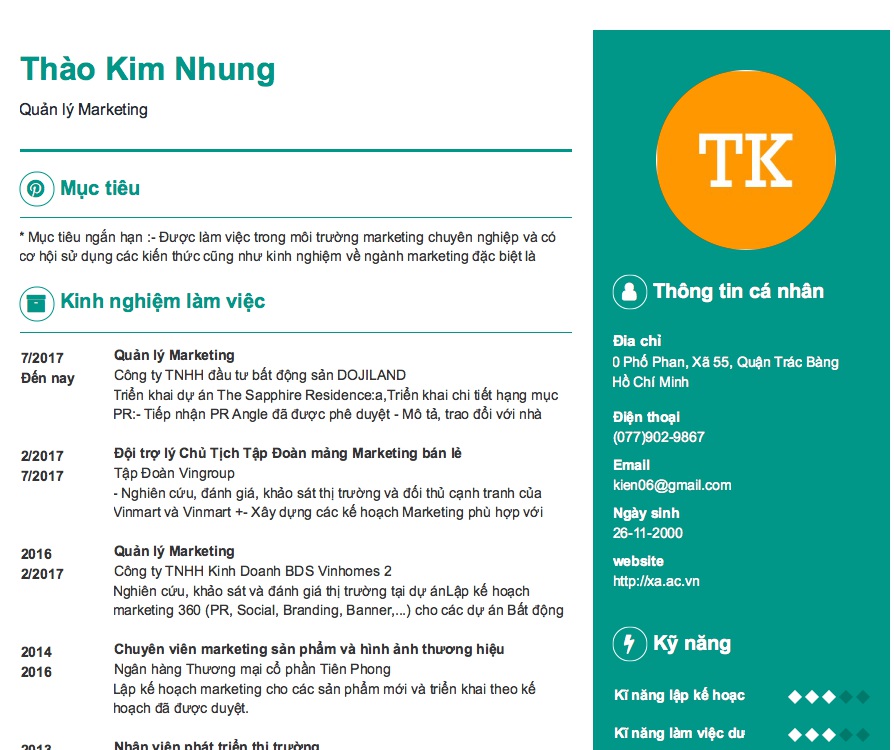 Thào Kim Nhung
Quản lý Marketing
Mục tiêu
* Mục tiêu ngắn hạn :- Được làm việc trong môi trường marketing chuyên nghiệp và có
cơ hội sử dụng các kiến thức cũng như kinh nghiệm về ngành marketing đặc biệt là
Kinh nghiệm làm việc
7/2017
Đến nay
Quản lý Marketing
Công ty TNHH đầu tư bất động sản DOJILAND
Triển khai dự án The Sapphire Residence:a,Triển khai chi tiết hạng mục
PR:- Tiếp nhận PR Angle đã được phê duyệt - Mô tả, trao đổi với nhà
2/2017
7/2017
Đội trợ lý Chủ Tịch Tập Đoàn mảng Marketing bán lẻ
Tập Đoàn Vingroup
- Nghiên cứu, đánh giá, khảo sát thị trường và đối thủ cạnh tranh của
Vinmart và Vinmart +- Xây dựng các kế hoạch Marketing phù hợp với
2016
2/2017
Quản lý Marketing
Công ty TNHH Kinh Doanh BDS Vinhomes 2
Nghiên cứu, khảo sát và đánh giá thị trường tại dự ánLập kế hoạch
marketing 360 (PR, Social, Branding, Banner,...) cho các dự án Bất động
2014
2016
Chuyên viên marketing sản phẩm và hình ảnh thương hiệu
Ngân hàng Thương mại cổ phần Tiên Phong
Lập kế hoạch marketing cho các sản phẩm mới và triển khai theo kế
hoạch đã được duyệt.
2013
Nhân viên phát triển thị trường
TK
Thông tin cá nhân
Địa chỉ
0 Phố Phan, Xã 55, Quận Trác Bàng
Hồ Chí Minh
Điện thoại
(077)902-9867
Email
kien06@gmail.com
Ngày sinh
26-11-2000
website
http://xa.ac.vn
Kỹ năng
Kĩ năng lập kế hoạc
Kĩ năng làm việc dư